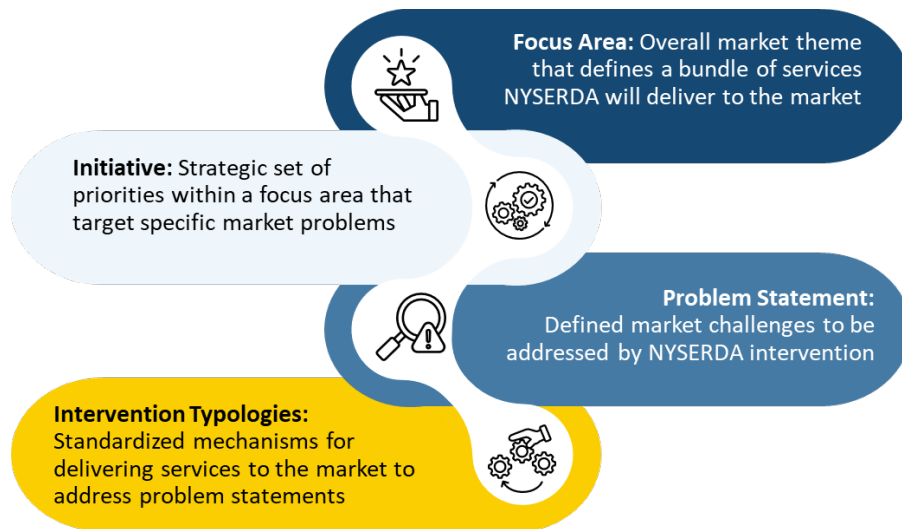 Focus Area: Overall market theme
that defines a bundle of services
NYSERDA will deliver to the market
Initiative: Strategic set of
priorities within a focus area that
target specific market problems
Problem Statement:
Defined market challenges to be
addressed by NYSERDA intervention
Intervention Typologies:
Standardized mechanisms for
delivering services to the market to
address problem statements